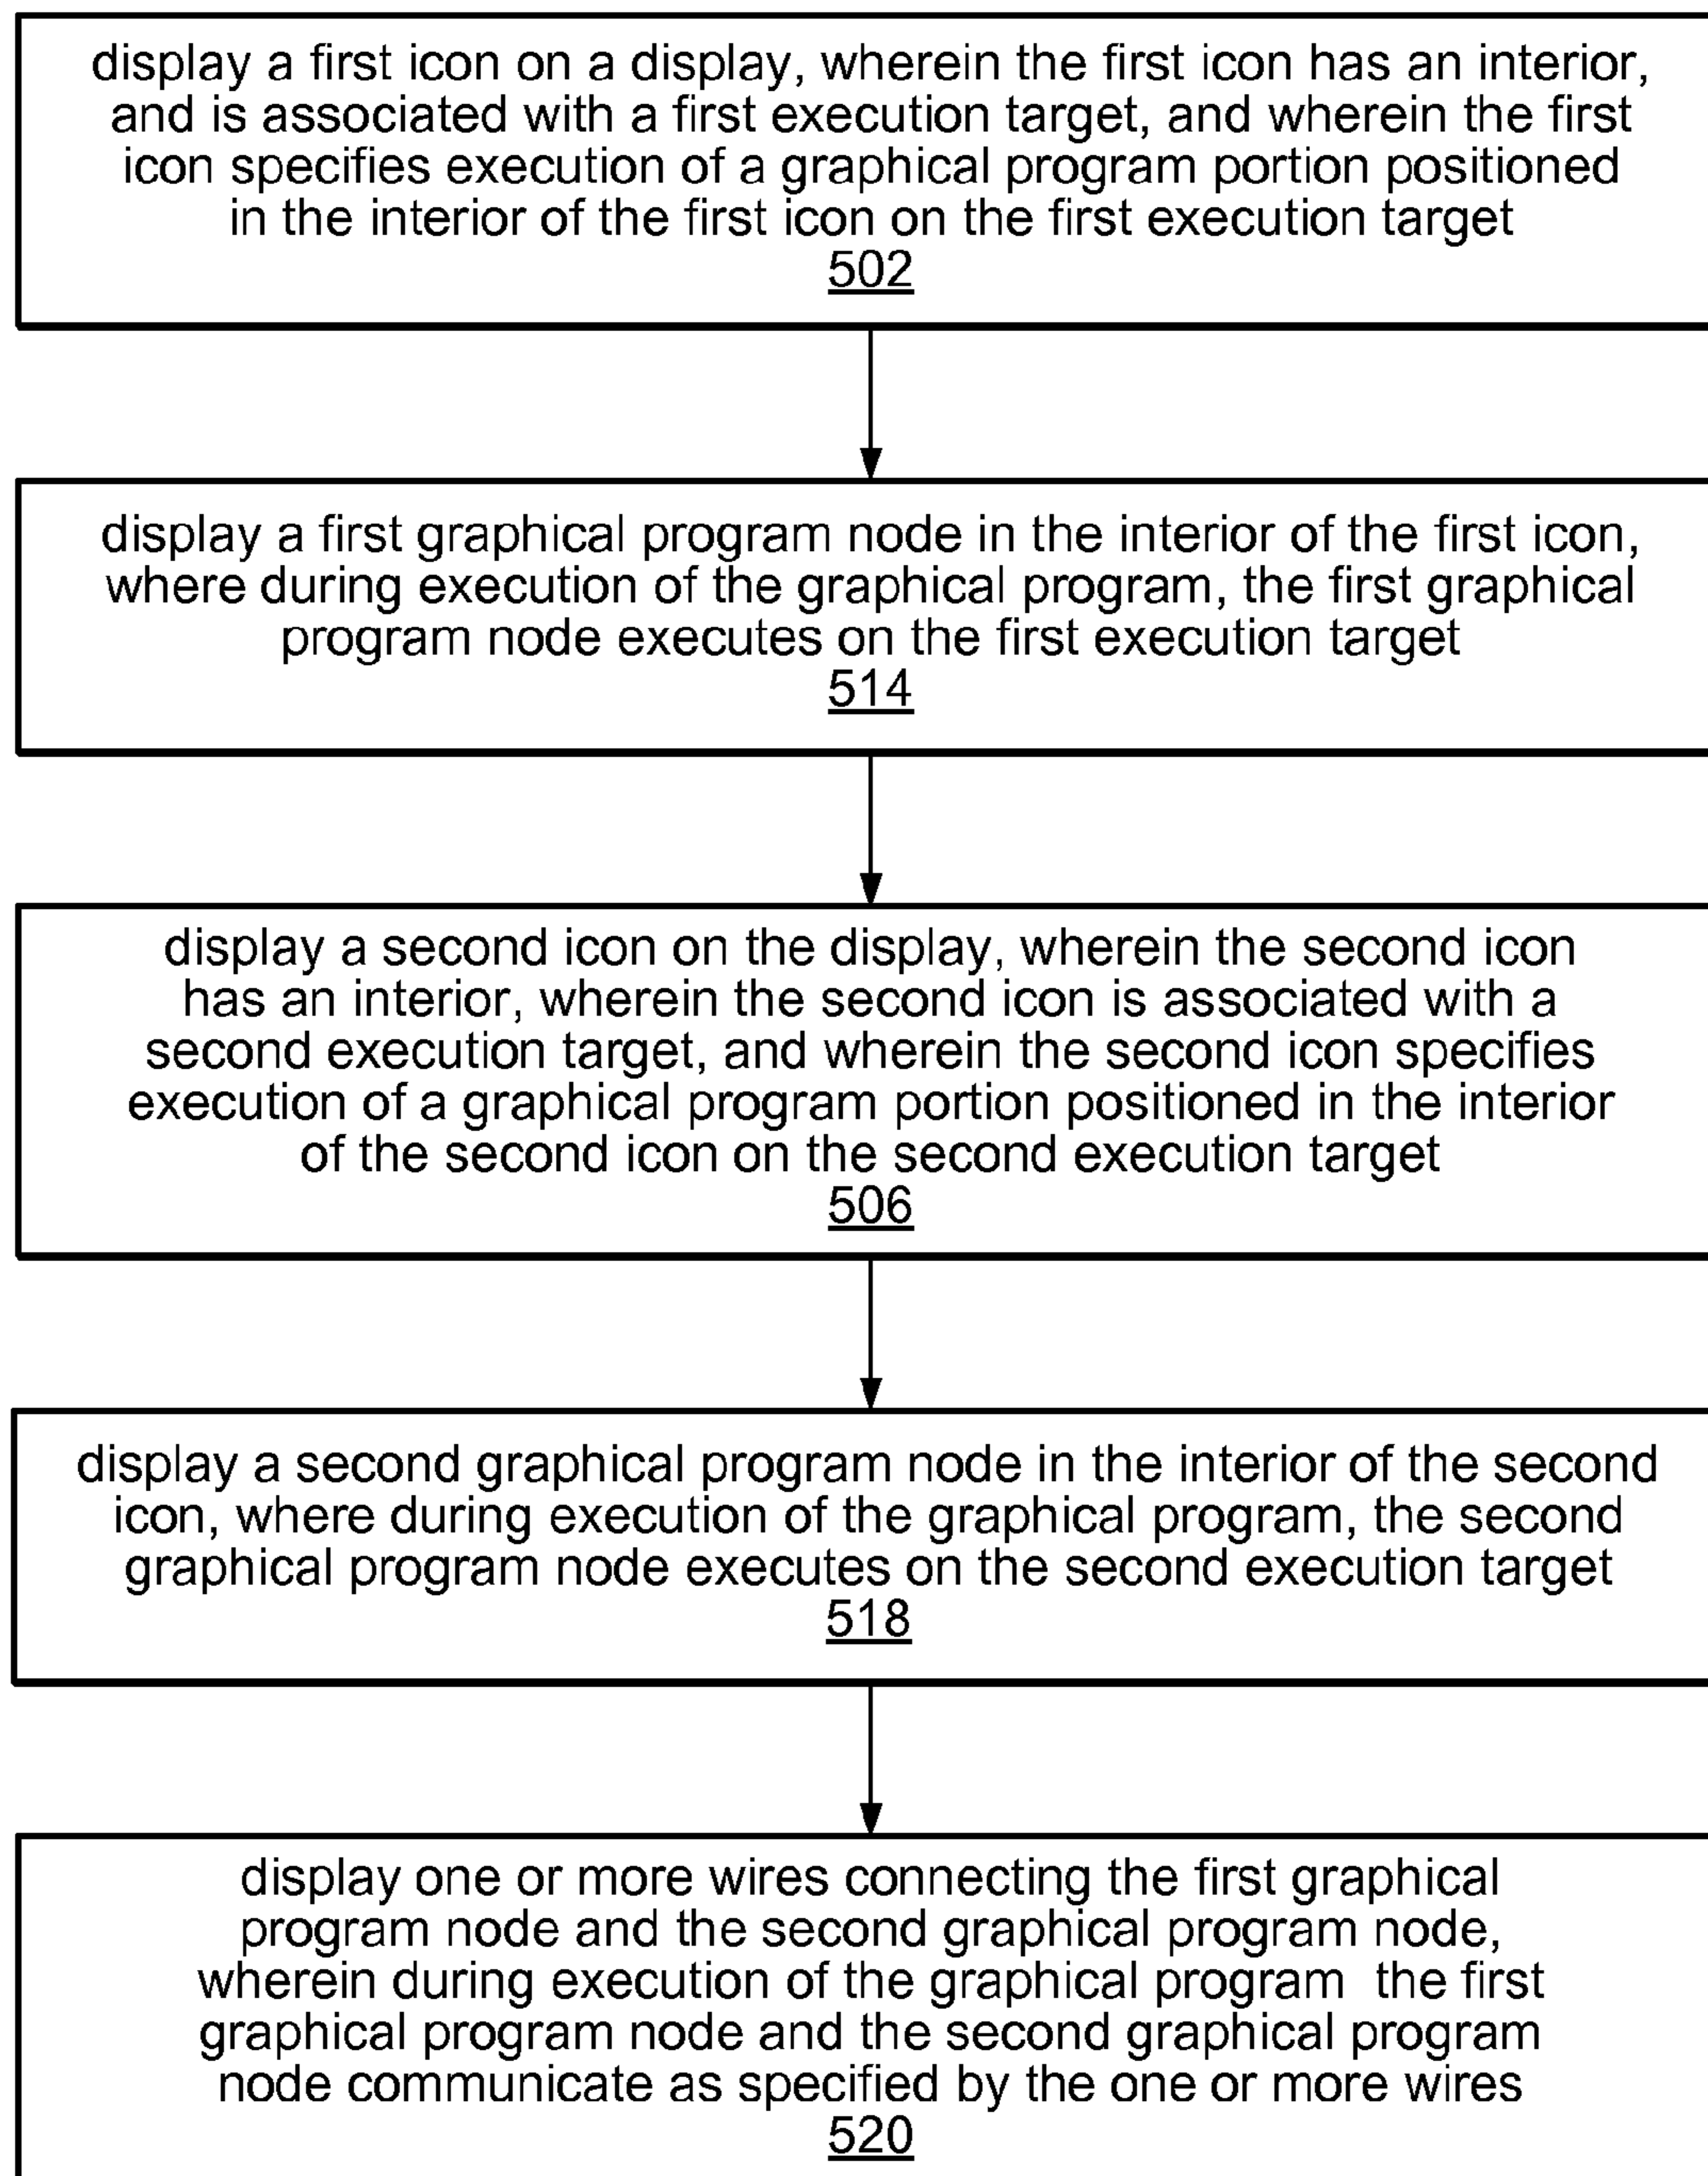 display a first icon on a display, wherein the first icon has an interior,
and is associated with a first execution target, and wherein the first
icon specifies execution of a graphical program portion positioned
in the interior of the first icon on the first execution target
502
display a first graphical program node in the interior of the first icon,
where during execution of the graphical program, the first graphical
program node executes on the first execution target
514
display a second icon on the display, wherein the second icon
has an interior, wherein the second icon is associated with a
second execution target, and wherein the second icon specifies
execution of a graphical program portion positioned in the interior
of the second icon on the second execution target
506
display a second graphical program node in the interior of the second
icon, where during execution of the graphical program, the second
graphical program node executes on the second execution target
518
display one or more wires connecting the first graphical
program node and the second graphical program node,
wherein during execution of the graphical program the first
graphical program node and the second graphical program
node communicate as specified by the one or more wires
520